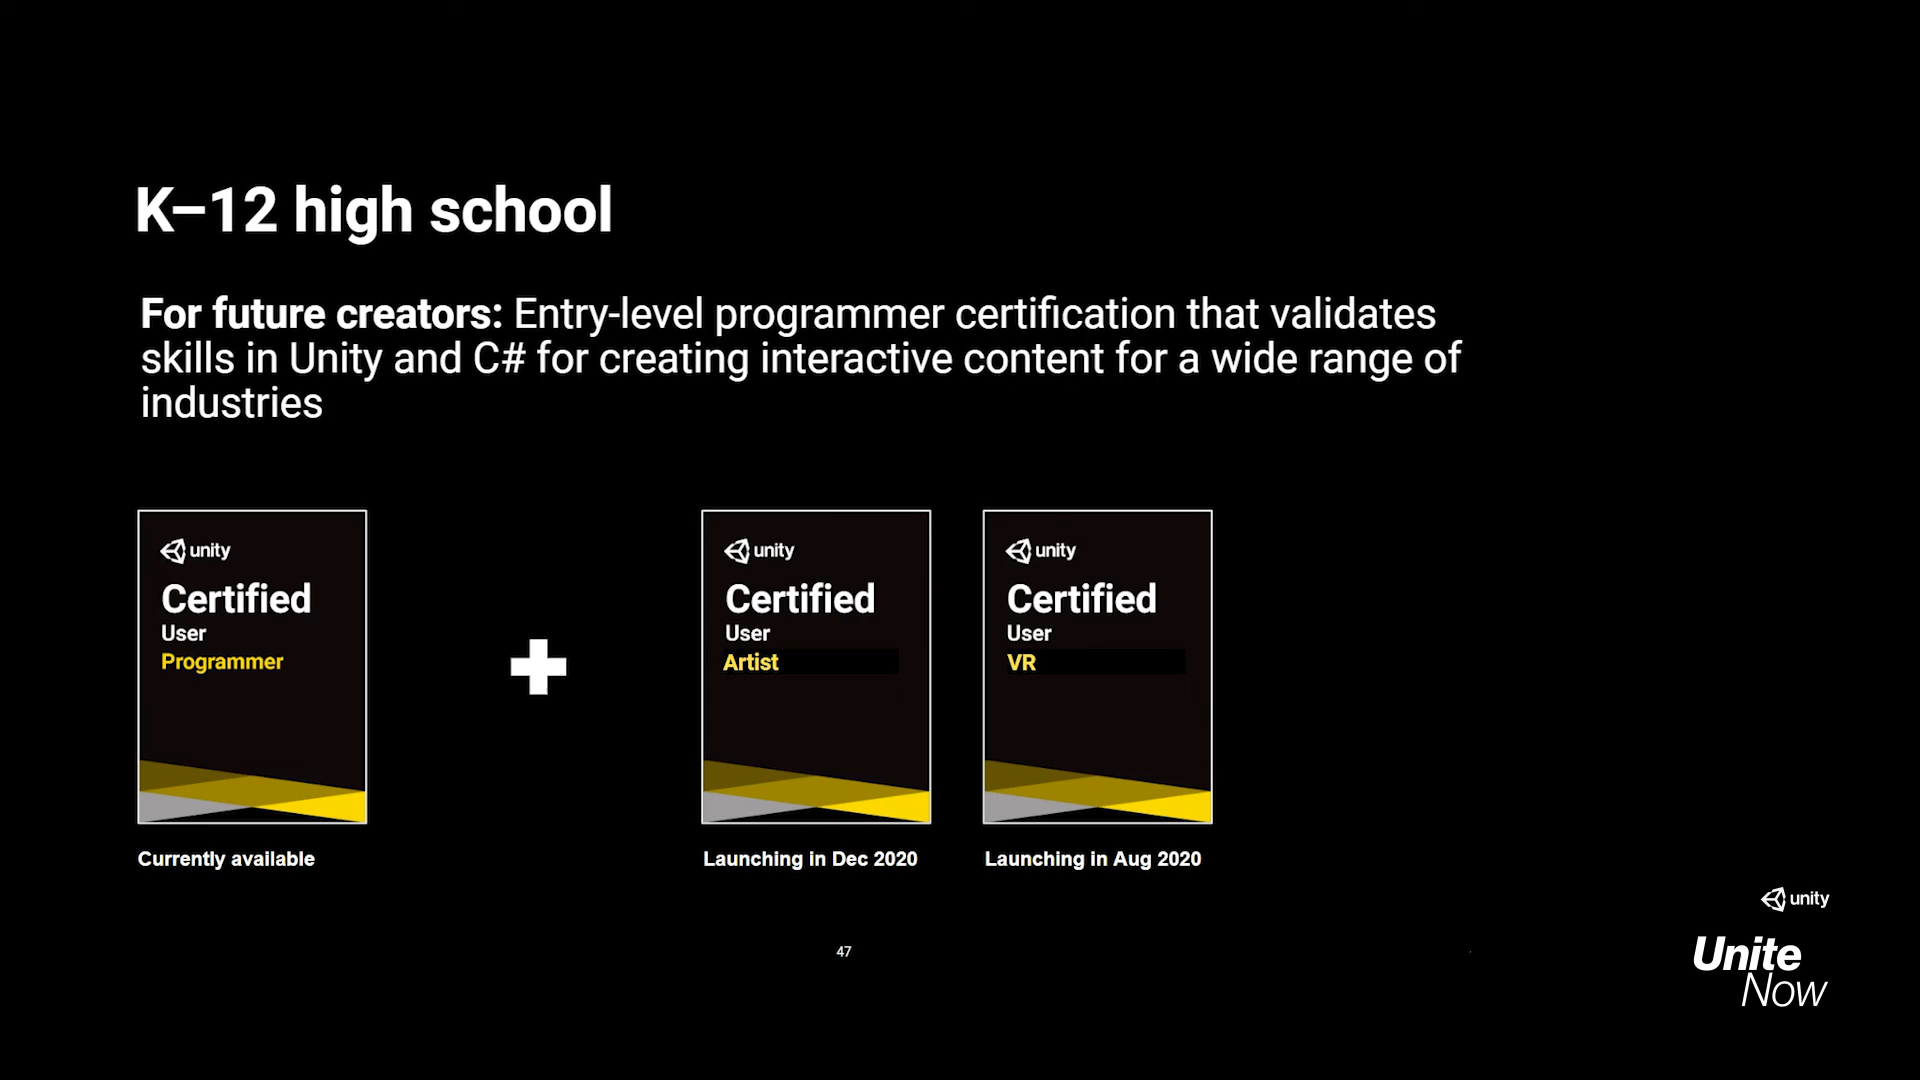 K–12 high school
For future creators: Entry-level programmer certification that validates
skills in Unity and C# for creating interactive content for a wide range of
industries
unity
Certified
User
Programmer
Currently available
unity
Certified
User
Artist
Launching in Dec 2020
unity
Certified
User
VR
Launching in Aug 2020
47
unity
Unite
Now